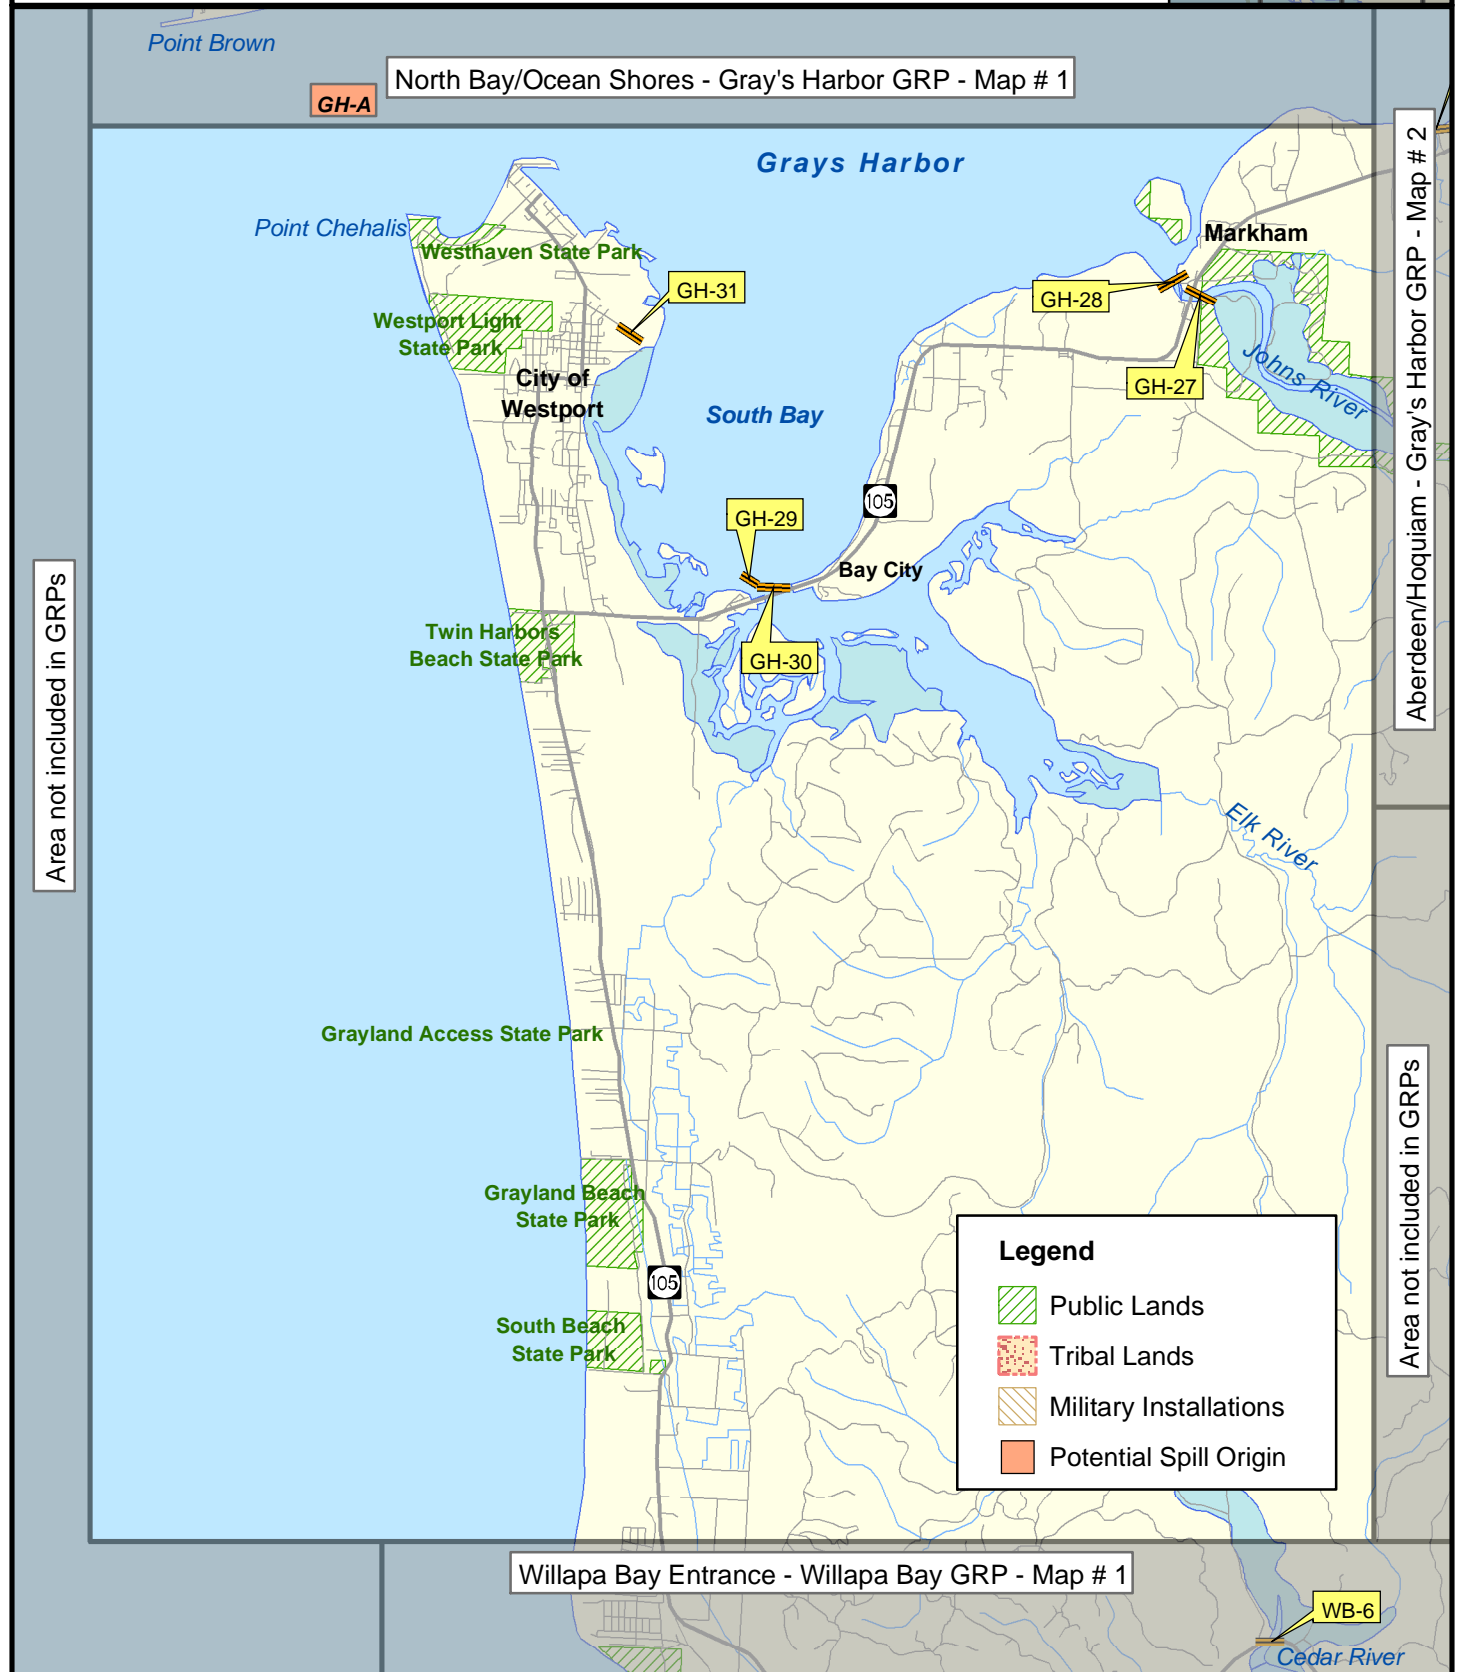 Point Brown
North Bay/Ocean Shores - Gray's Harbor GRP - Map # 1
GH-A
Grays Harbor
Point Chehalis
Westhaven State Park
Markham
GH-31
GH-28
Westport Light
State Park
City of
Westport
GH-27
Johns River
South Bay
Aberdeen/Hoquiam - Gray's Harbor GRP - Map # 2
105
GH-29
Bay City
Area not included in GRPs
Twin Harbors
Beach State Park
GH-30
Elk River
Grayland Access State Park
Grayland Beach
State Park
Area not included in GRPs
105
South Beach
State Park
Legend
Public Lands
Tribal Lands
Military Installations
Potential Spill Origin
Willapa Bay Entrance - Willapa Bay GRP - Map # 1
WB-6
Cedar River